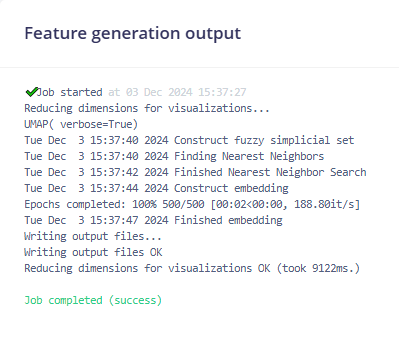 Feature generation output
Job started at 03 Dec 2024 15:37:27
Reducing dimensions for visualizations...
UMAP( verbose=True)
Tue Dec  3 15:37:40 2024 Construct fuzzy simplicial set
Tue Dec  3 15:37:40 2024 Finding Nearest Neighbors
Tue Dec  3 15:37:42 2024 Finished Nearest Neighbor Search
Tue Dec  3 15:37:44 2024 Construct embedding
Epochs completed: 100% 500/500 [00:02<00:00, 188.80it/s]
Tue Dec  3 15:37:47 2024 Finished embedding
Writing output files...
Writing output files OK
Reducing dimensions for visualizations OK (took 9122ms.)
Job completed (success)